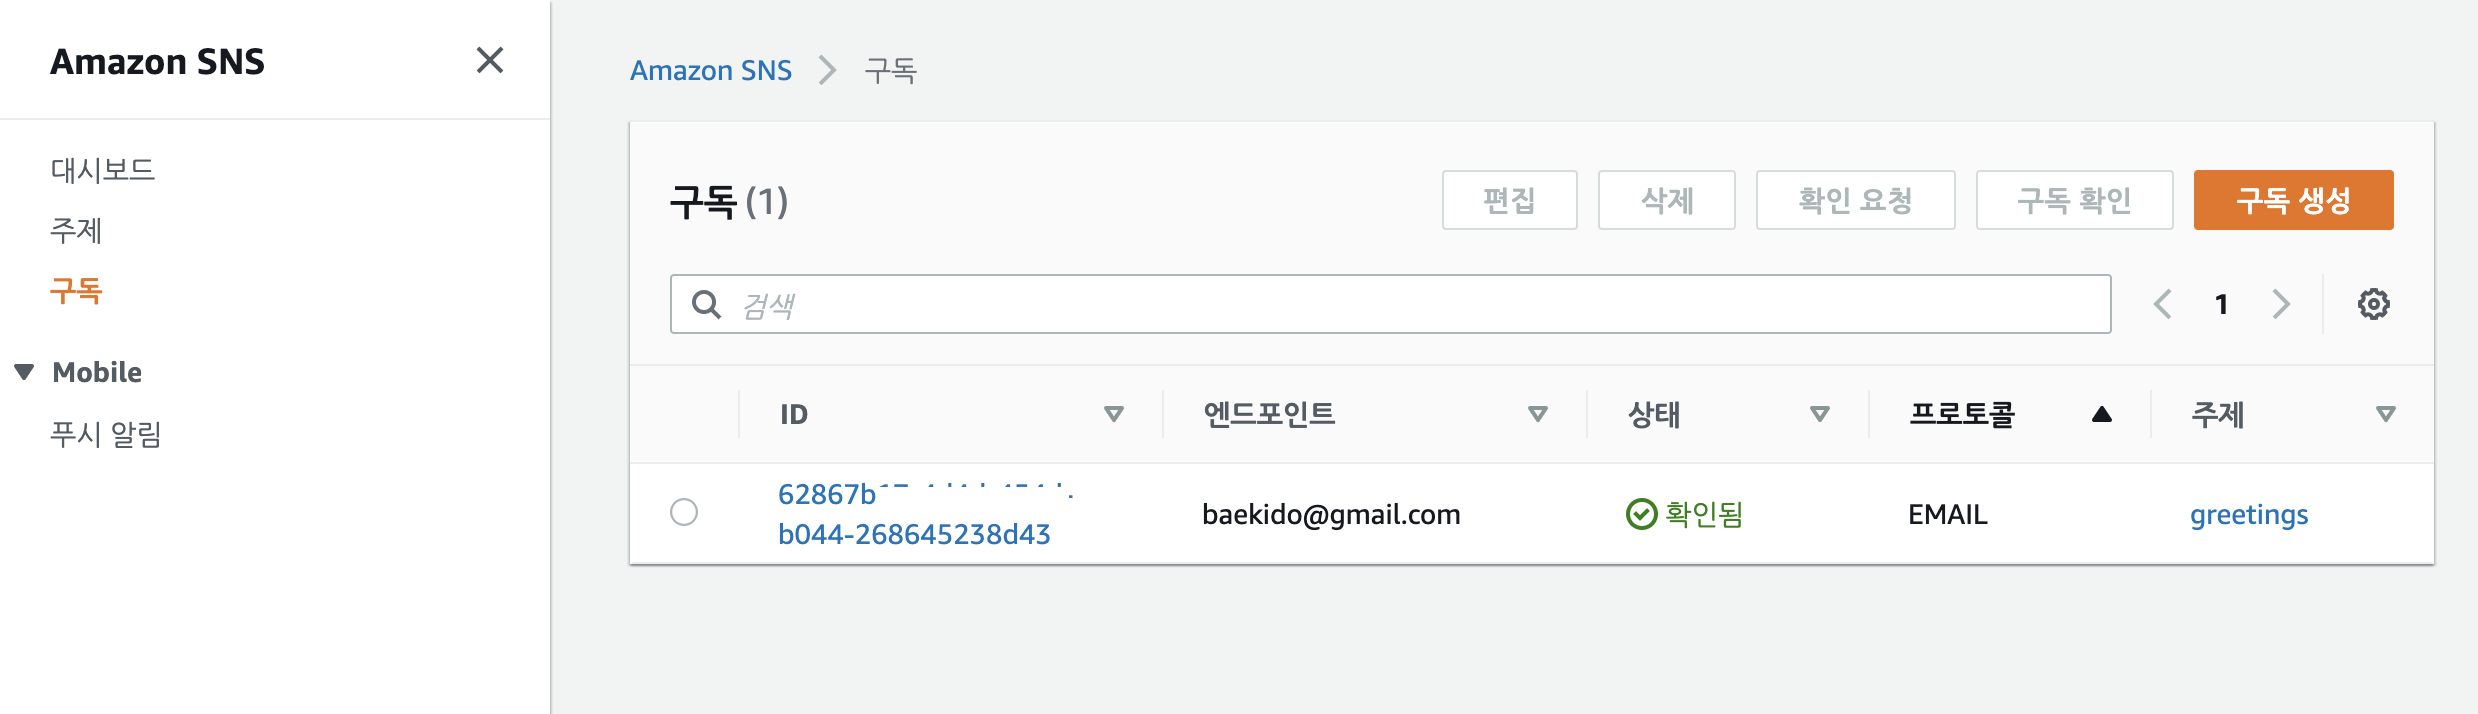 Amazon SNS
대시보드
주제
구독
Mobile
푸시 알림
Amazon SNS 구독
구독 (1) 편집 삭제 확인 요청 구독 확인 구독 생성
검색 1
ID 엔드포인트 상태 프로토콜 주제
b044-268645238d43 baekido@gmail.com 확인됨 EMAIL greetings